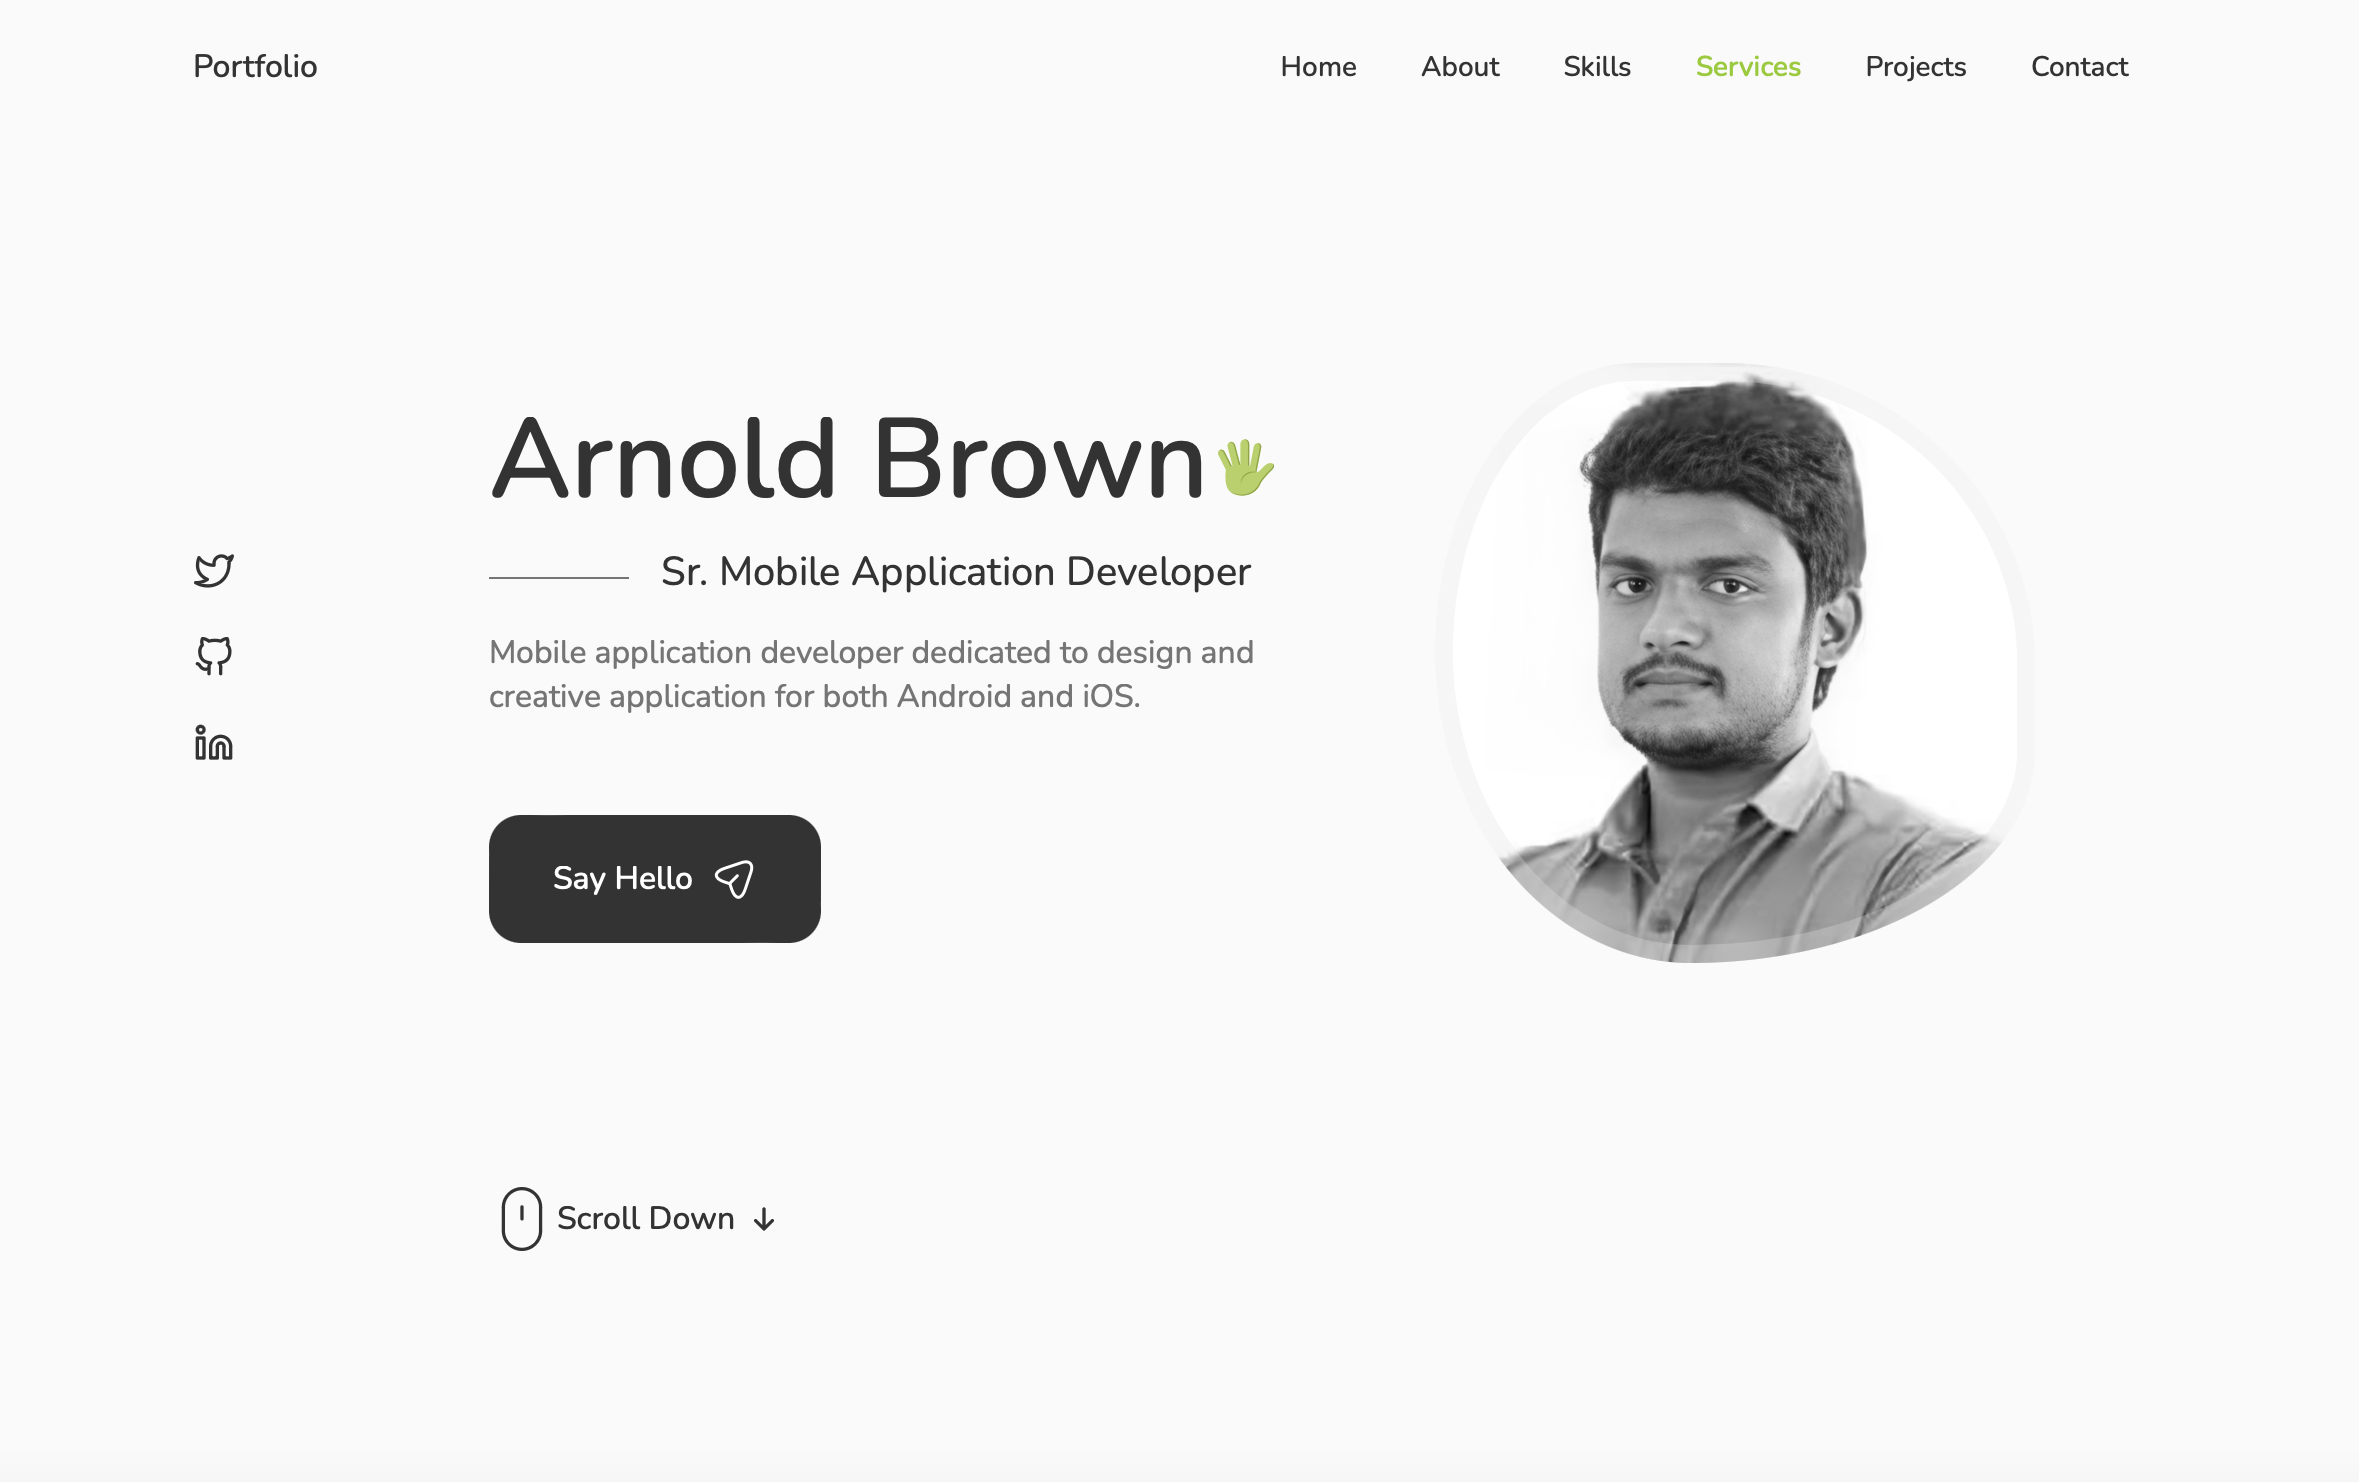 Portfolio
Home About Skills Services Projects Contact
Arnold Brown
Sr. Mobile Application Developer
Mobile application developer dedicated to design and
creative application for both Android and iOS.
Say Hello
Scroll Down